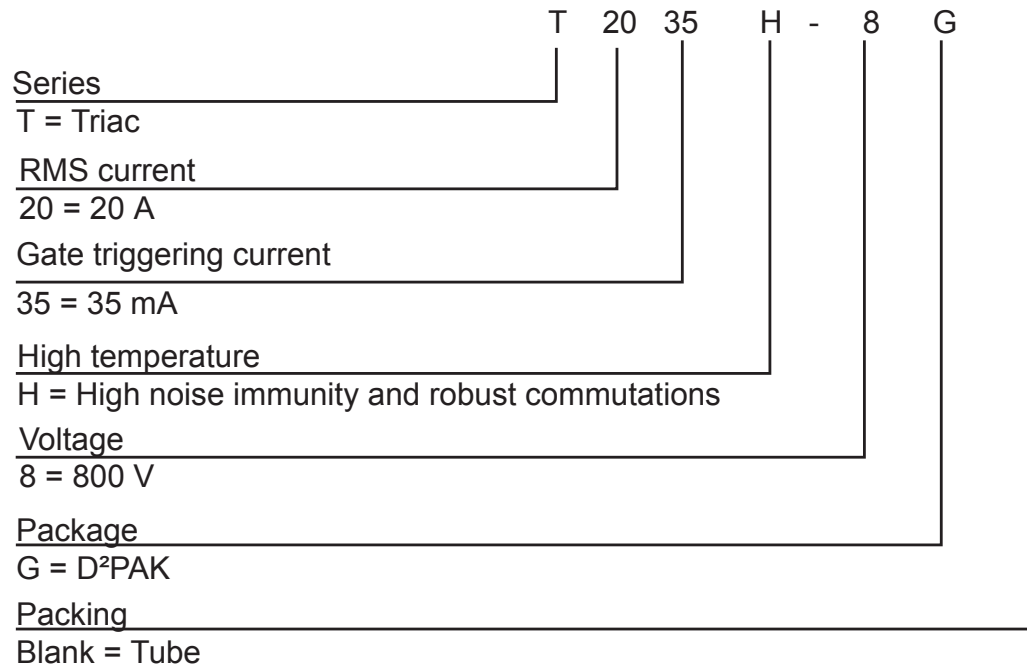 T 20 35 H - 8 G
Series
T = Triac
RMS current
20 = 20 A
Gate triggering current
35 = 35 mA
High temperature
H = High noise immunity and robust commutations
Voltage
8 = 800 V
Package
G = D²PAK
Packing
Blank = Tube